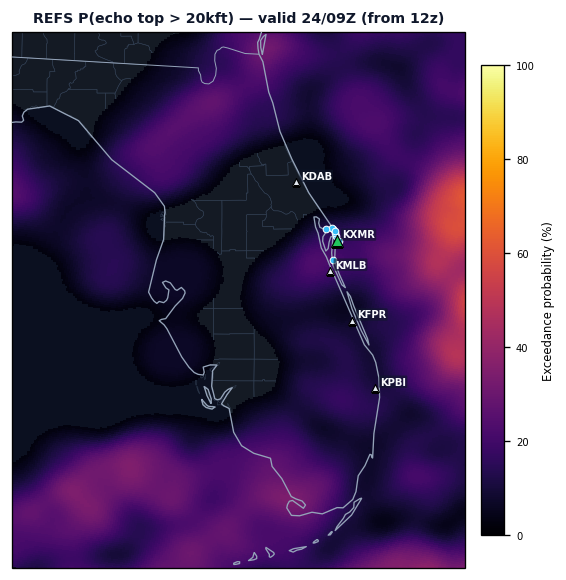 REFS P(echo top > 20kft) — valid 24/09Z (from 12z)
KDAB
KXMR
KMLB
KFPR
KPBI
100
80
60
40
20
0
Exceedance probability (%)